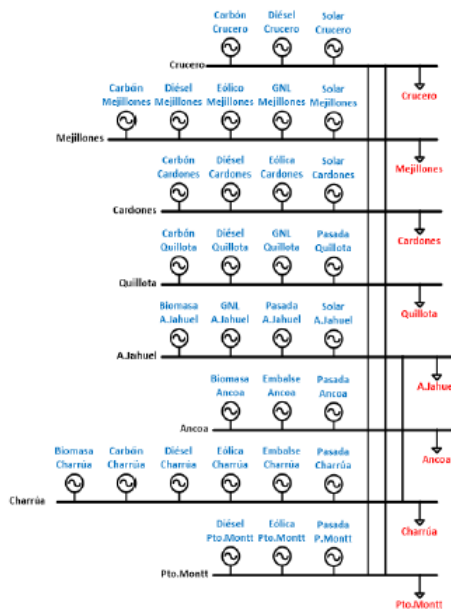 Carbón Diésel Solar
Crucero Crucero Crucero
Crucero
Crucero
Carbón Diésel Eólico GNL Solar
Mejillones Mejillones Mejillones Mejillones Mejillones
Mejillones
Mejillones
Carbón Diésel Eólica Solar
Cardones Cardones Cardones Cardones
Cardones
Cardones
Carbón Diésel GNL Pasada
Quillota Quillota Quillota Quillota
Quillota
Quillota
Biomasa GNL Pasada Solar
A.Jahuel A.Jahuel A.Jahuel A.Jahuel
A.Jahuel
A.Jahuel
Biomasa Embalse Pasada
Ancoa Ancoa Ancoa
Ancoa
Ancoa
Biomasa Carbón Diésel Eólica Embalse Pasada
Charrúa Charrúa Charrúa Charrúa Charrúa Charrúa
Charrúa
Charrúa
Diésel Eólica Pasada
Pto.Montt Pto.Montt P.Montt
Pto.Montt
Pto.Montt